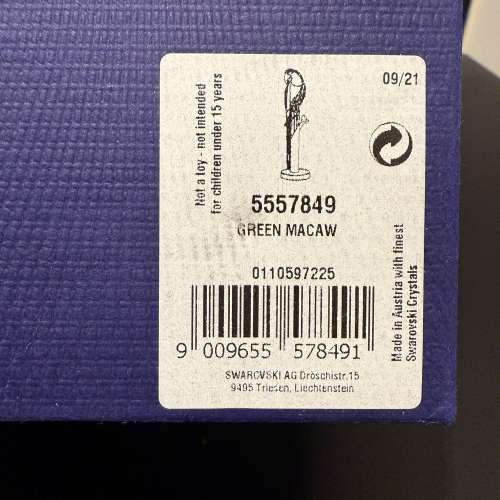 Not a toy - not intended
for children under 15 years
09/21
5557849
GREEN MACAW
0110597225
9 009655 578491
Made in Austria with finest
Swarovski Crystals
SWAROVSKI AG Dröschistr.15
9495 Triesen, Liechtenstein